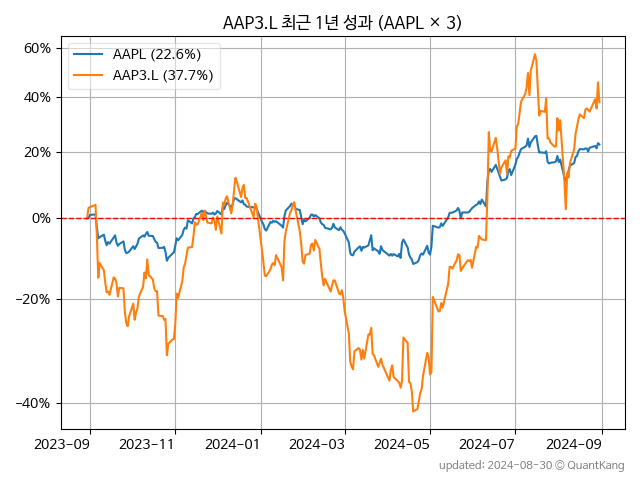 AAP3.L 최근 1년 성과 (AAPL × 3)
AAPL (22.6%)
AAP3.L (37.7%)
60%
40%
20%
0%
−20%
−40%
2023-09 2023-11 2024-01 2024-03 2024-05 2024-07 2024-09
updated: 2024-08-30 © QuantKang